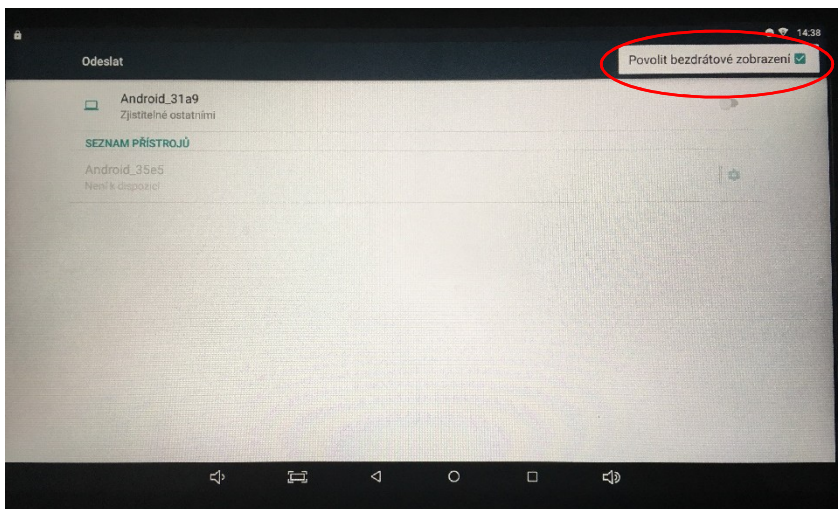 14:38
Odeslat
Povolit bezdrátové zobrazení
Android_31a9
Zjistitelné ostatními
SEZNAM PŘÍSTROJŮ
Android_35e5
Není k dispozici